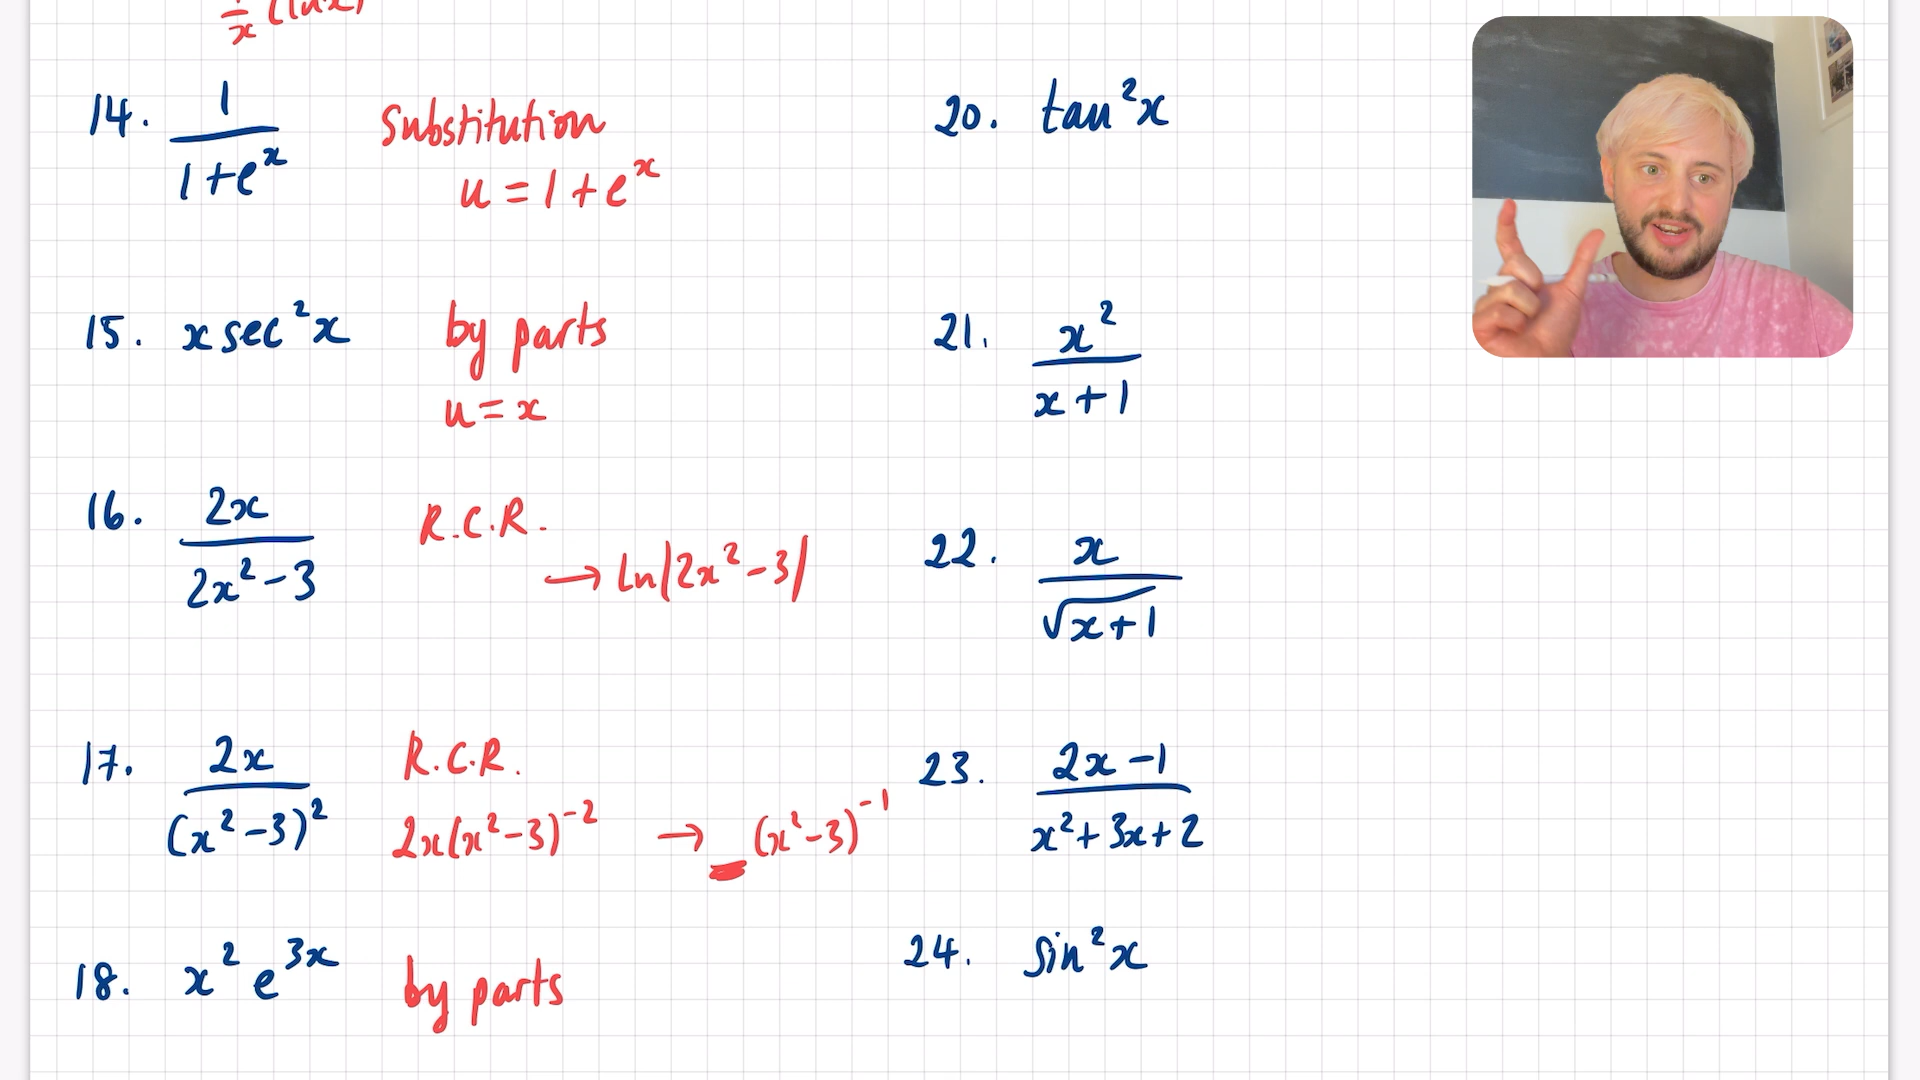 14. 1/(1+e^x) Substitution
u = 1+e^x
15. x sec²x by parts
u = x
16. 2x/(2x²-3) R.C.R.
→ ln|2x²-3|
17. 2x/(x²-3)² R.C.R.
2x(x²-3)⁻² → _ (x²-3)⁻¹
18. x² e^3x by parts
20. tan²x
21. x²/(x+1)
22. x/√(x+1)
23. (2x-1)/(x²+3x+2)
24. sin²x